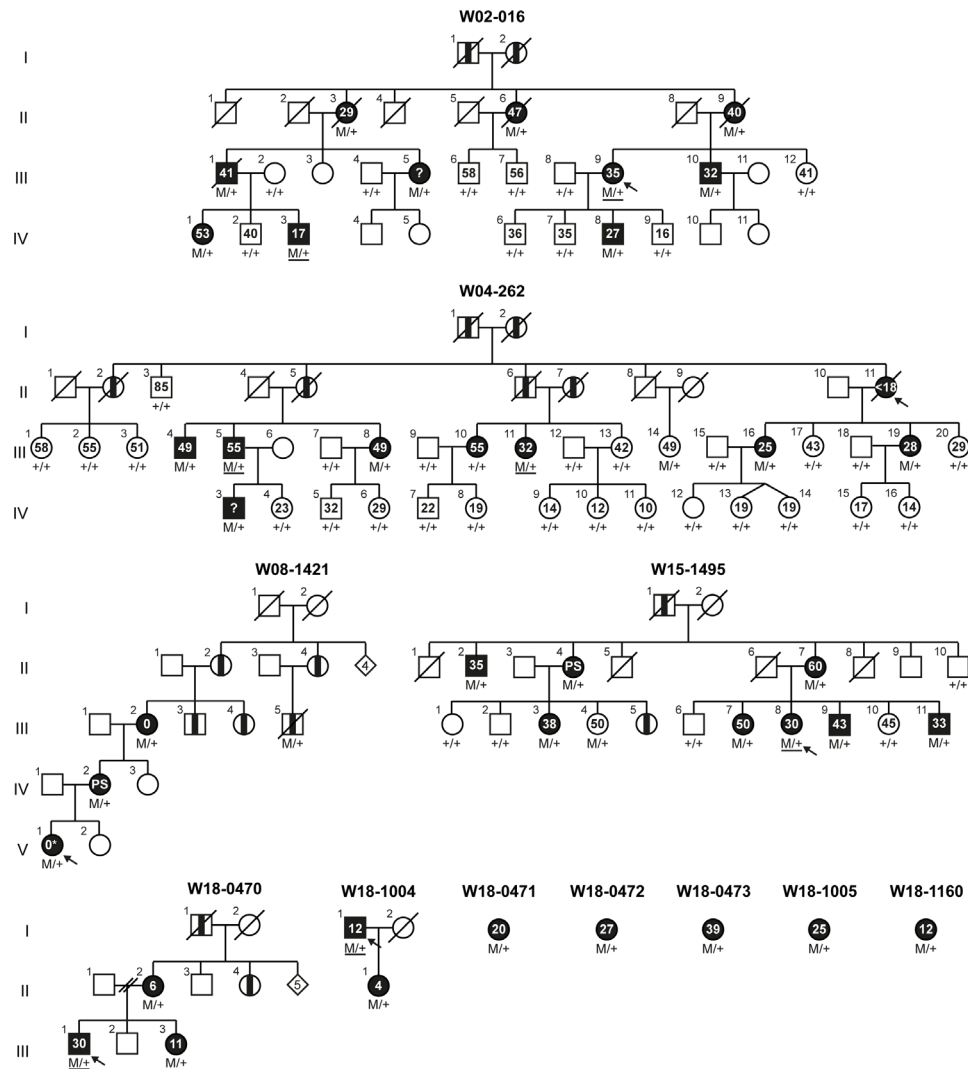 W02-016
I
1 2
II
1 2 3 4 5 6 8 9
29 47 40
M/+ M/+ M/+
III
1 2 3 4 5 6 7 8 9 10 11 12
41 ? 58 56 35 32 41
M/+ +/+ +/+ M/+ +/+ +/+ +/+ M/+ M/+ +/+
IV
1 2 3 4 5 6 7 8 9 10 11
53 40 17 36 35 27 16
M/+ +/+ M/+ +/+ +/+ M/+ +/+
W04-262
I
1 2
II
1 2 3 4 5 6 7 8 9 10 11
85 <18
+/+
III
1 2 3 4 5 6 7 8 9 10 11 12 13 14 15 16 17 18 19 20
58 55 51 49 55 49 55 32 42 49 25 43 28 29
+/+ +/+ +/+ M/+ M/+ +/+ M/+ +/+ +/+ M/+ +/+ +/+ M/+ +/+ M/+ +/+ +/+ M/+ +/+
IV
3 4 5 6 7 8 9 10 11 12 13 14 15 16
? 23 32 29 22 19 14 12 10 19 19 17 14
M/+ +/+ +/+ +/+ +/+ +/+ +/+ +/+ +/+ +/+ +/+ +/+ +/+ +/+
W08-1421 W15-1495
I
1 2 1 2
II
1 2 3 4 4 1 2 3 4 5 6 7 8 9 10
35 PS 60
M/+ M/+ M/+ +/+
III
1 2 3 4 5 1 2 3 4 5 6 7 8 9 10 11
0 38 50 50 30 43 45 33
M/+ M/+ +/+ +/+ M/+ M/+ +/+ M/+ M/+ M/+ +/+ M/+
IV
1 2 3
PS
M/+
V
1 2
0*
M/+
W18-0470 W18-1004 W18-0471 W18-0472 W18-0473 W18-1005 W18-1160
I
1 2 1 2
12 20 27 39 25 12
M/+ M/+ M/+ M/+ M/+ M/+
II
1 2 3 4 5 1
6 4
M/+ M/+
III
1 2 3
30 11
M/+ M/+